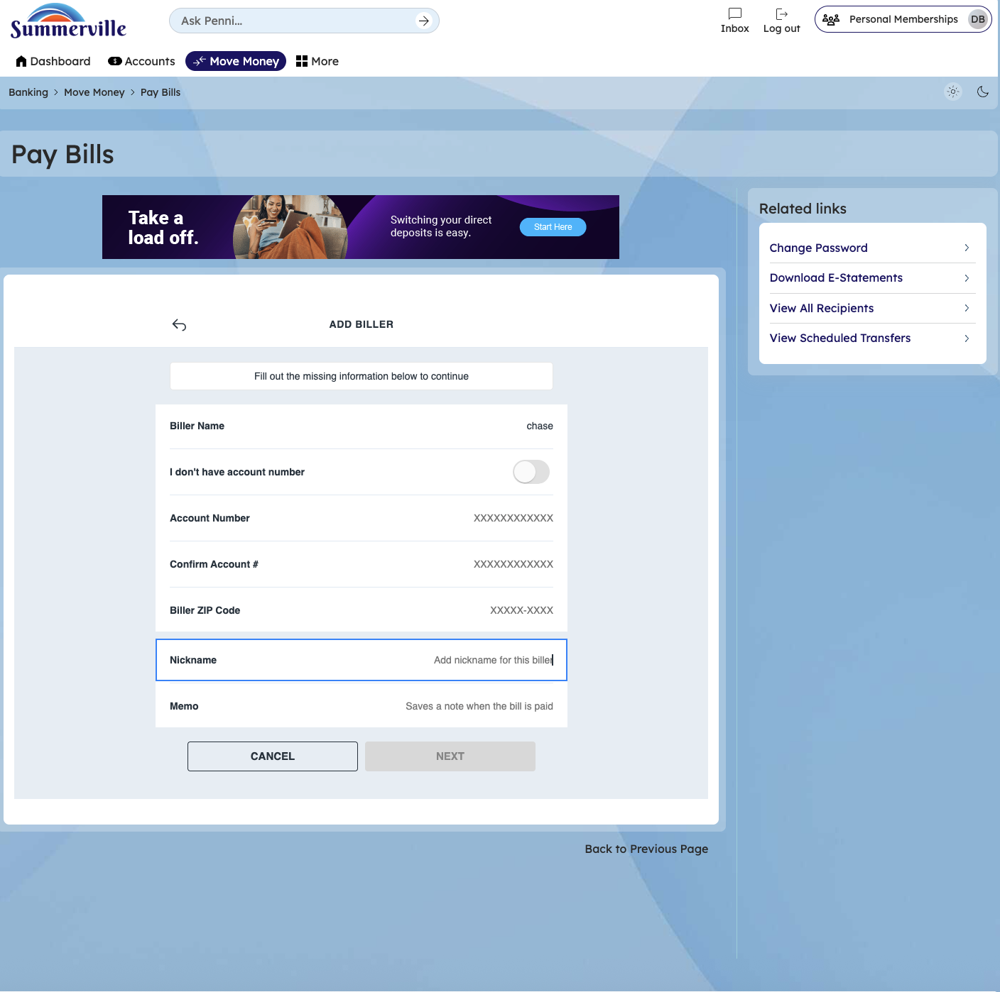 Summerville
Ask Penni...
Inbox
Log out
Personal Memberships
DB
Dashboard
$
Accounts
Move Money
More
Banking > Move Money > Pay Bills
Pay Bills
Take a
load off.
Switching your direct
deposits is easy.
Start Here
Related links
Change Password
Download E-Statements
View All Recipients
View Scheduled Transfers
ADD BILLER
Fill out the missing information below to continue
Biller Name chase
I don't have account number
Account Number XXXXXXXXXXXX
Confirm Account # XXXXXXXXXXXX
Biller ZIP Code XXXXX-XXXX
Nickname Add nickname for this biller
Memo Saves a note when the bill is paid
CANCEL
NEXT
Back to Previous Page